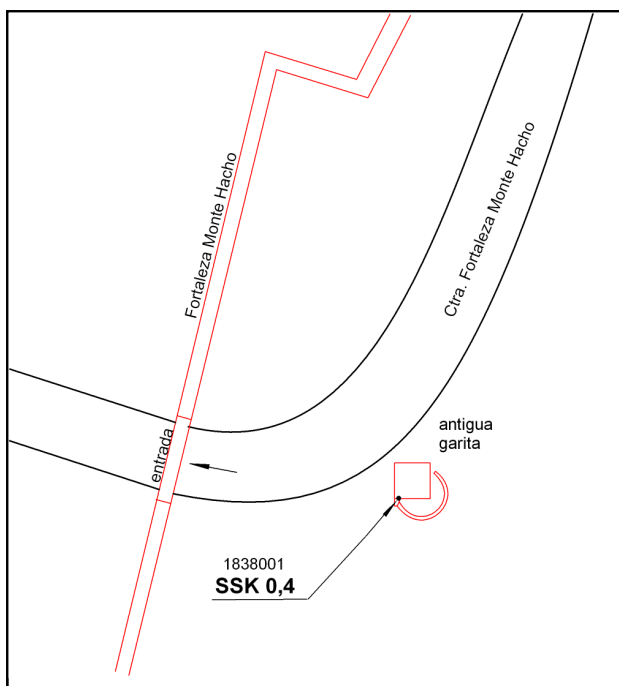 Fortaleza Monte Hacho
Ctra. Fortaleza Monte Hacho
entrada
antigua
garita
1838001
SSK 0,4